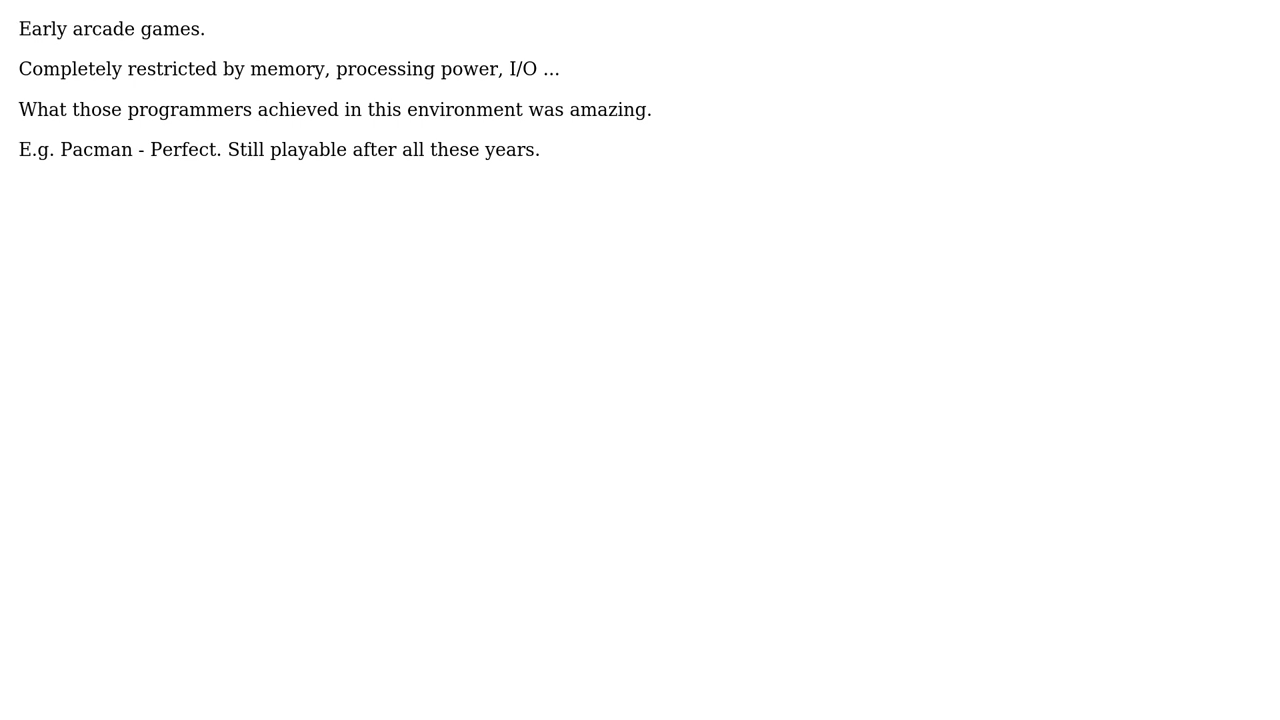 Early arcade games.
Completely restricted by memory, processing power, I/O ...
What those programmers achieved in this environment was amazing.
E.g. Pacman - Perfect. Still playable after all these years.